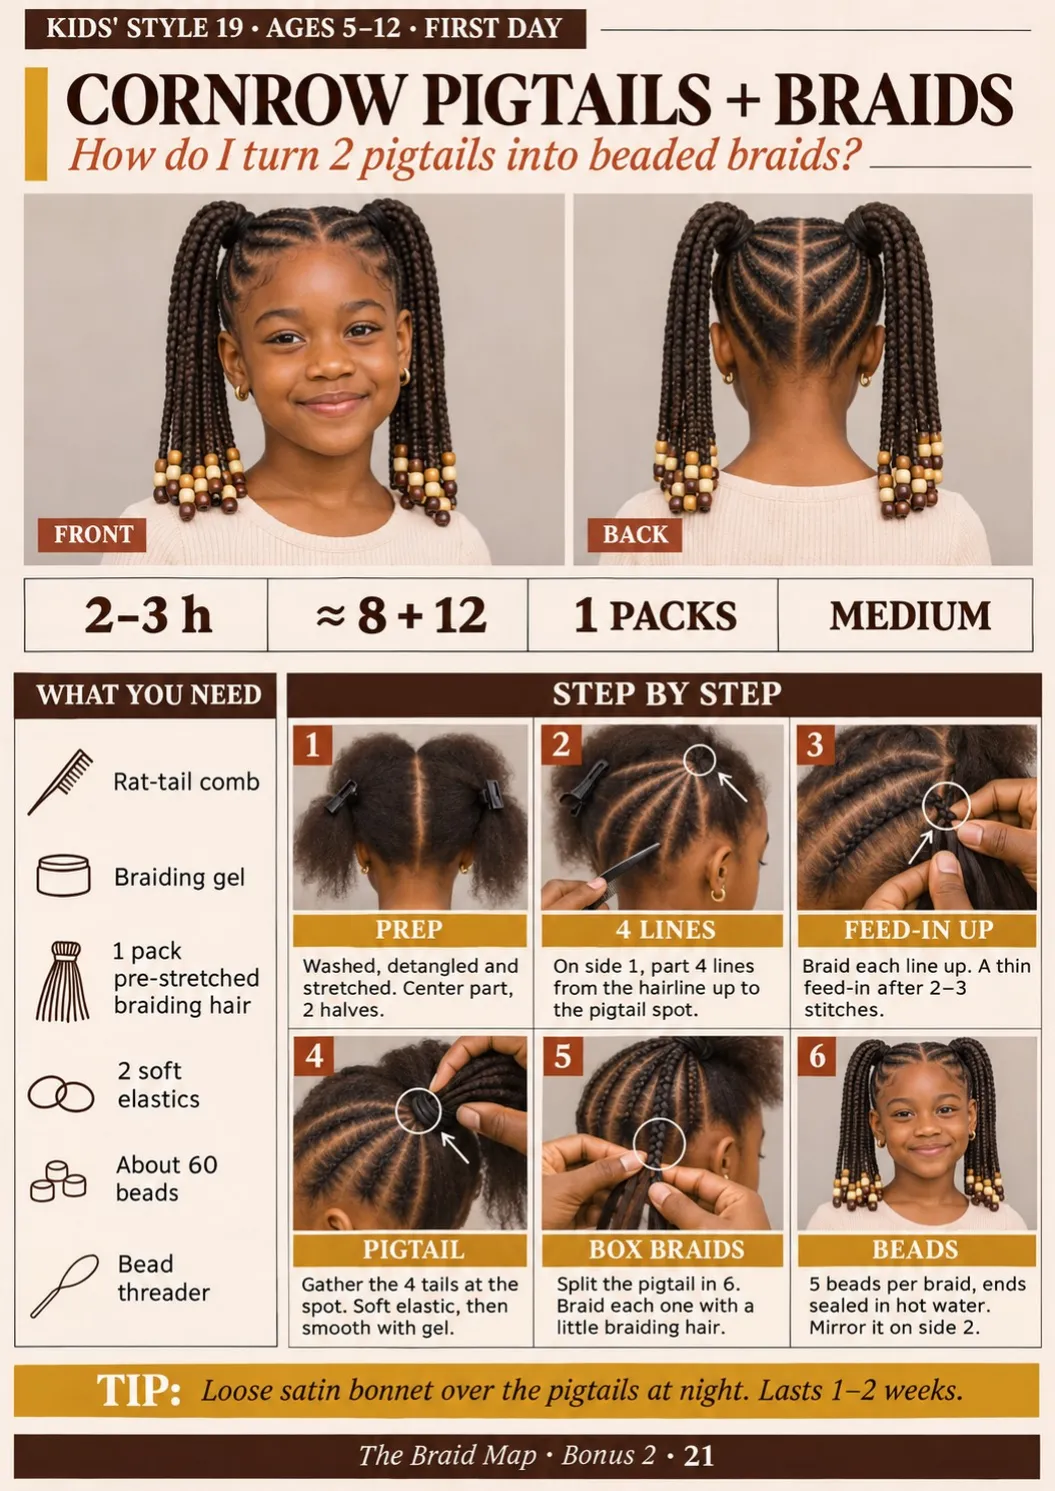 KIDS' STYLE 19 • AGES 5–12 • FIRST DAY
CORNROW PIGTAILS + BRAIDS
How do I turn 2 pigtails into beaded braids?
FRONT
BACK
2–3 h
≈ 8 + 12
1 PACKS
MEDIUM
WHAT YOU NEED
Rat-tail comb
Braiding gel
1 pack
pre-stretched
braiding hair
2 soft
elastics
About 60
beads
Bead
threader
STEP BY STEP
1
PREP
Washed, detangled and
stretched. Center part,
2 halves.
2
4 LINES
On side 1, part 4 lines
from the hairline up to
the pigtail spot.
3
FEED-IN UP
Braid each line up. A thin
feed-in after 2–3
stitches.
4
PIGTAIL
Gather the 4 tails at the
spot. Soft elastic, then
smooth with gel.
5
BOX BRAIDS
Split the pigtail in 6.
Braid each one with a
little braiding hair.
6
BEADS
5 beads per braid, ends
sealed in hot water.
Mirror it on side 2.
TIP: Loose satin bonnet over the pigtails at night. Lasts 1–2 weeks.
The Braid Map • Bonus 2 • 21